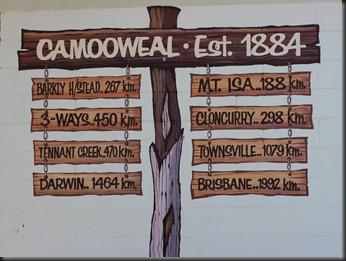 CAMOOWEAL · EST. 1884
BARKLY H/STEAD. 267 KM.
3-WAYS. 450 KM.
TENNANT CREEK. 470 KM.
DARWIN.. 1464 KM.
MT. ISA..188 KM.
CLONCURRY.. 298 KM.
TOWNSVILLE. 1079 KM.
BRISBANE..1992 KM.